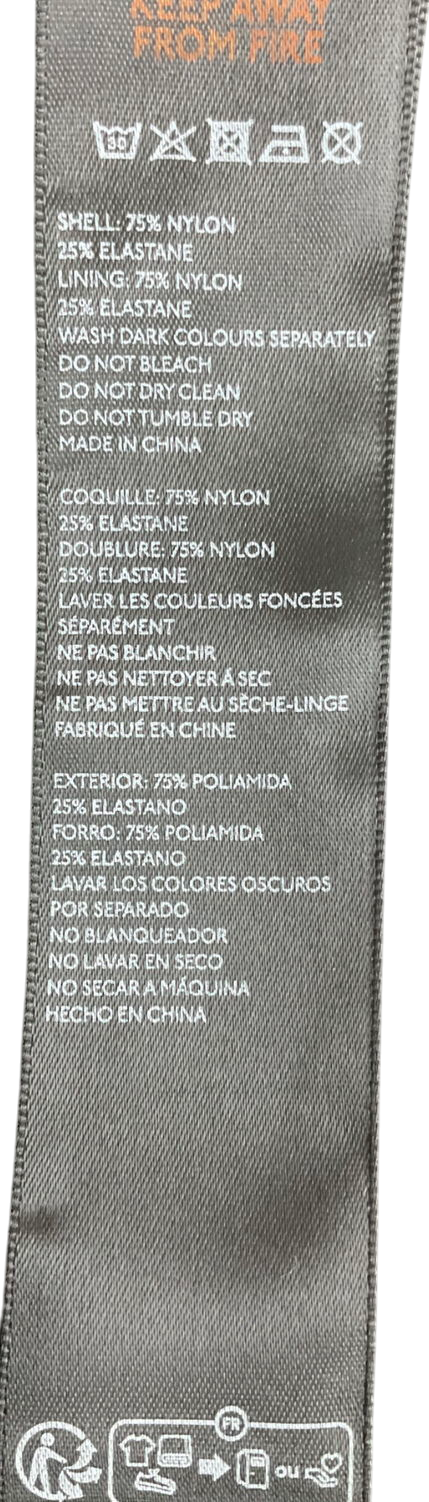 KEEP AWAY
FROM FIRE
30
SHELL: 75% NYLON
25% ELASTANE
LINING: 75% NYLON
25% ELASTANE
WASH DARK COLOURS SEPARATELY
DO NOT BLEACH
DO NOT DRY CLEAN
DO NOT TUMBLE DRY
MADE IN CHINA
COQUILLE: 75% NYLON
25% ELASTANE
DOUBLURE: 75% NYLON
25% ELASTANE
LAVER LES COULEURS FONCÉES
SÉPARÉMENT
NE PAS BLANCHIR
NE PAS NETTOYER Á SEC
NE PAS METTRE AU SÈCHE-LINGE
FABRIQUÉ EN CHINE
EXTERIOR: 75% POLIAMIDA
25% ELASTANO
FORRO: 75% POLIAMIDA
25% ELASTANO
LAVAR LOS COLORES OSCUROS
POR SEPARADO
NO BLANQUEADOR
NO LAVAR EN SECO
NO SECAR A MÁQUINA
HECHO EN CHINA
FR
ou